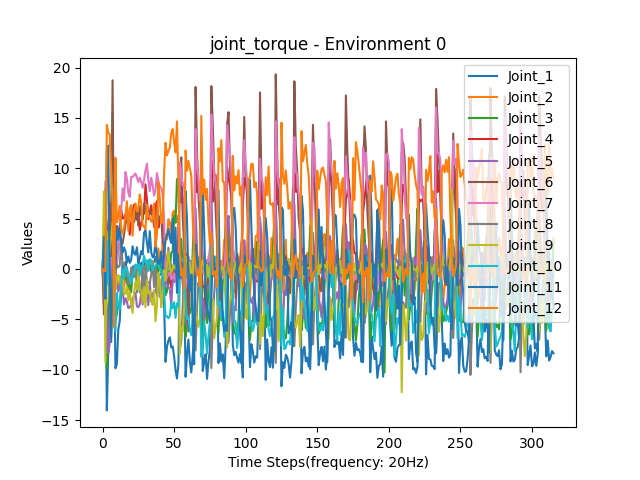 joint_torque - Environment 0
Values
20
15
10
5
0
−5
−10
−15
0
50
100
150
200
250
300
Time Steps(frequency: 20Hz)
Joint_1
Joint_2
Joint_3
Joint_4
Joint_5
Joint_6
Joint_7
Joint_8
Joint_9
Joint_10
Joint_11
Joint_12